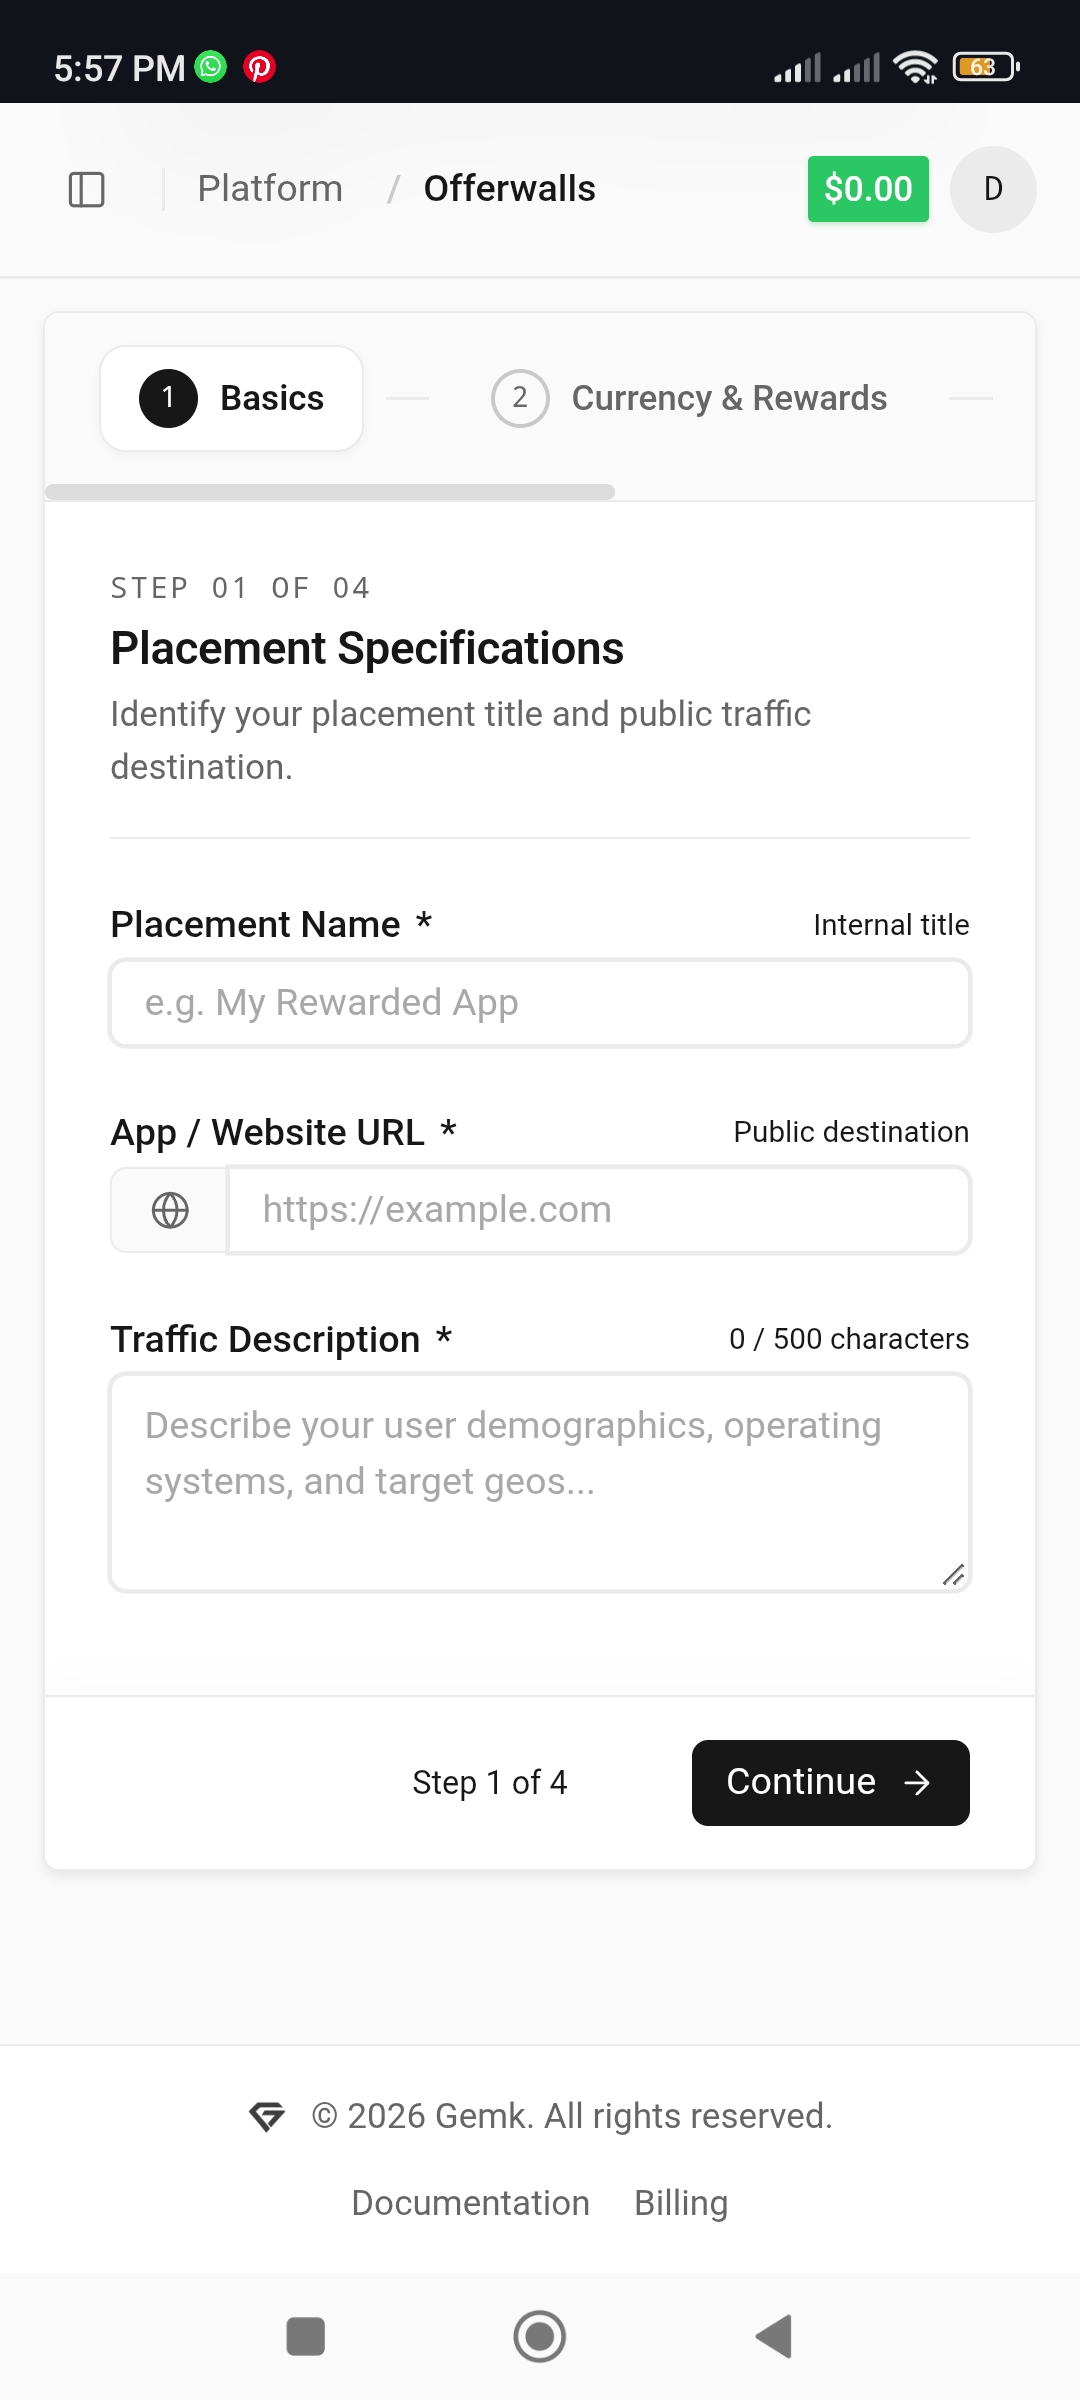 5:57 PM
63
Platform / Offerwalls
$0.00
D
1 Basics
2 Currency & Rewards
STEP 01 OF 04
Placement Specifications
Identify your placement title and public traffic
destination.
Placement Name *
Internal title
e.g. My Rewarded App
App / Website URL *
Public destination
https://example.com
Traffic Description *
0 / 500 characters
Describe your user demographics, operating
systems, and target geos...
Step 1 of 4
Continue →
© 2026 Gemk. All rights reserved.
Documentation
Billing